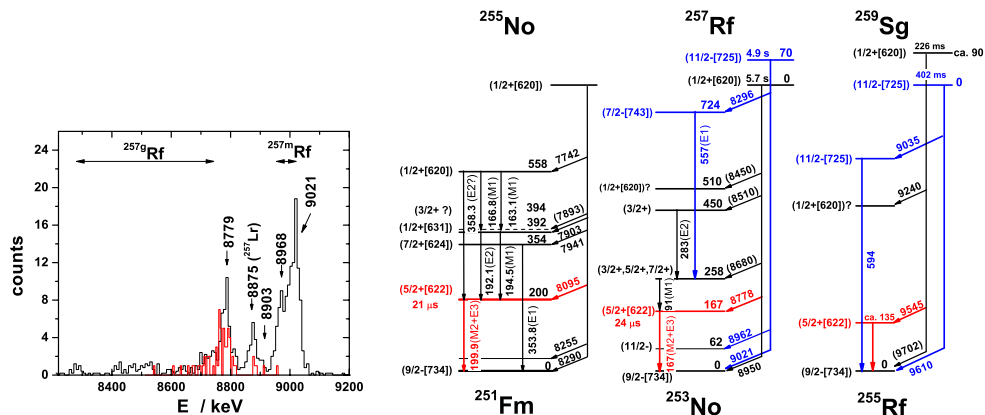 24
20
16
12
8
4
0
counts
8400 8600 8800 9000 9200
E / keV
257gRf
257mRf
8779
8875 (257Lr)
8903
8968
9021
255No
(1/2+[620])
(1/2+[620]) 558 7742
358.3 (E2?)
166.8(M1)
163.1(M1)
(3/2+ ?) 394 (7893)
(1/2+[631]) 392 7903
(7/2+[624]) 354 7941
192.1(E2)
194.5(M1)
(5/2+[622]) 200 8095
21 µs
199.9(M2+E3)
353.8(E1)
8255
(9/2-[734]) 0 8290
251Fm
257Rf
(11/2-[725]) 4.9 s 70
(1/2+[620]) 5.7 s 0
(7/2-[743]) 724 8296
557(E1)
(1/2+[620])? 510 (8450)
(3/2+) 450 (8510)
283(E2)
(3/2+,5/2+,7/2+) 258 (8680)
91(M1)
(5/2+[622]) 167 8778
24 µs
167(M2+E3)
(11/2-) 62 8962
9021
(9/2-[734]) 0 8950
253No
259Sg
(1/2+[620]) 226 ms ca. 90
(11/2-[725]) 402 ms 0
(11/2-[725]) 9035
(1/2+[620])? 9240
594
(5/2+[622]) ca. 135 9545
(9702)
(9/2-[734]) 0 9610
255Rf